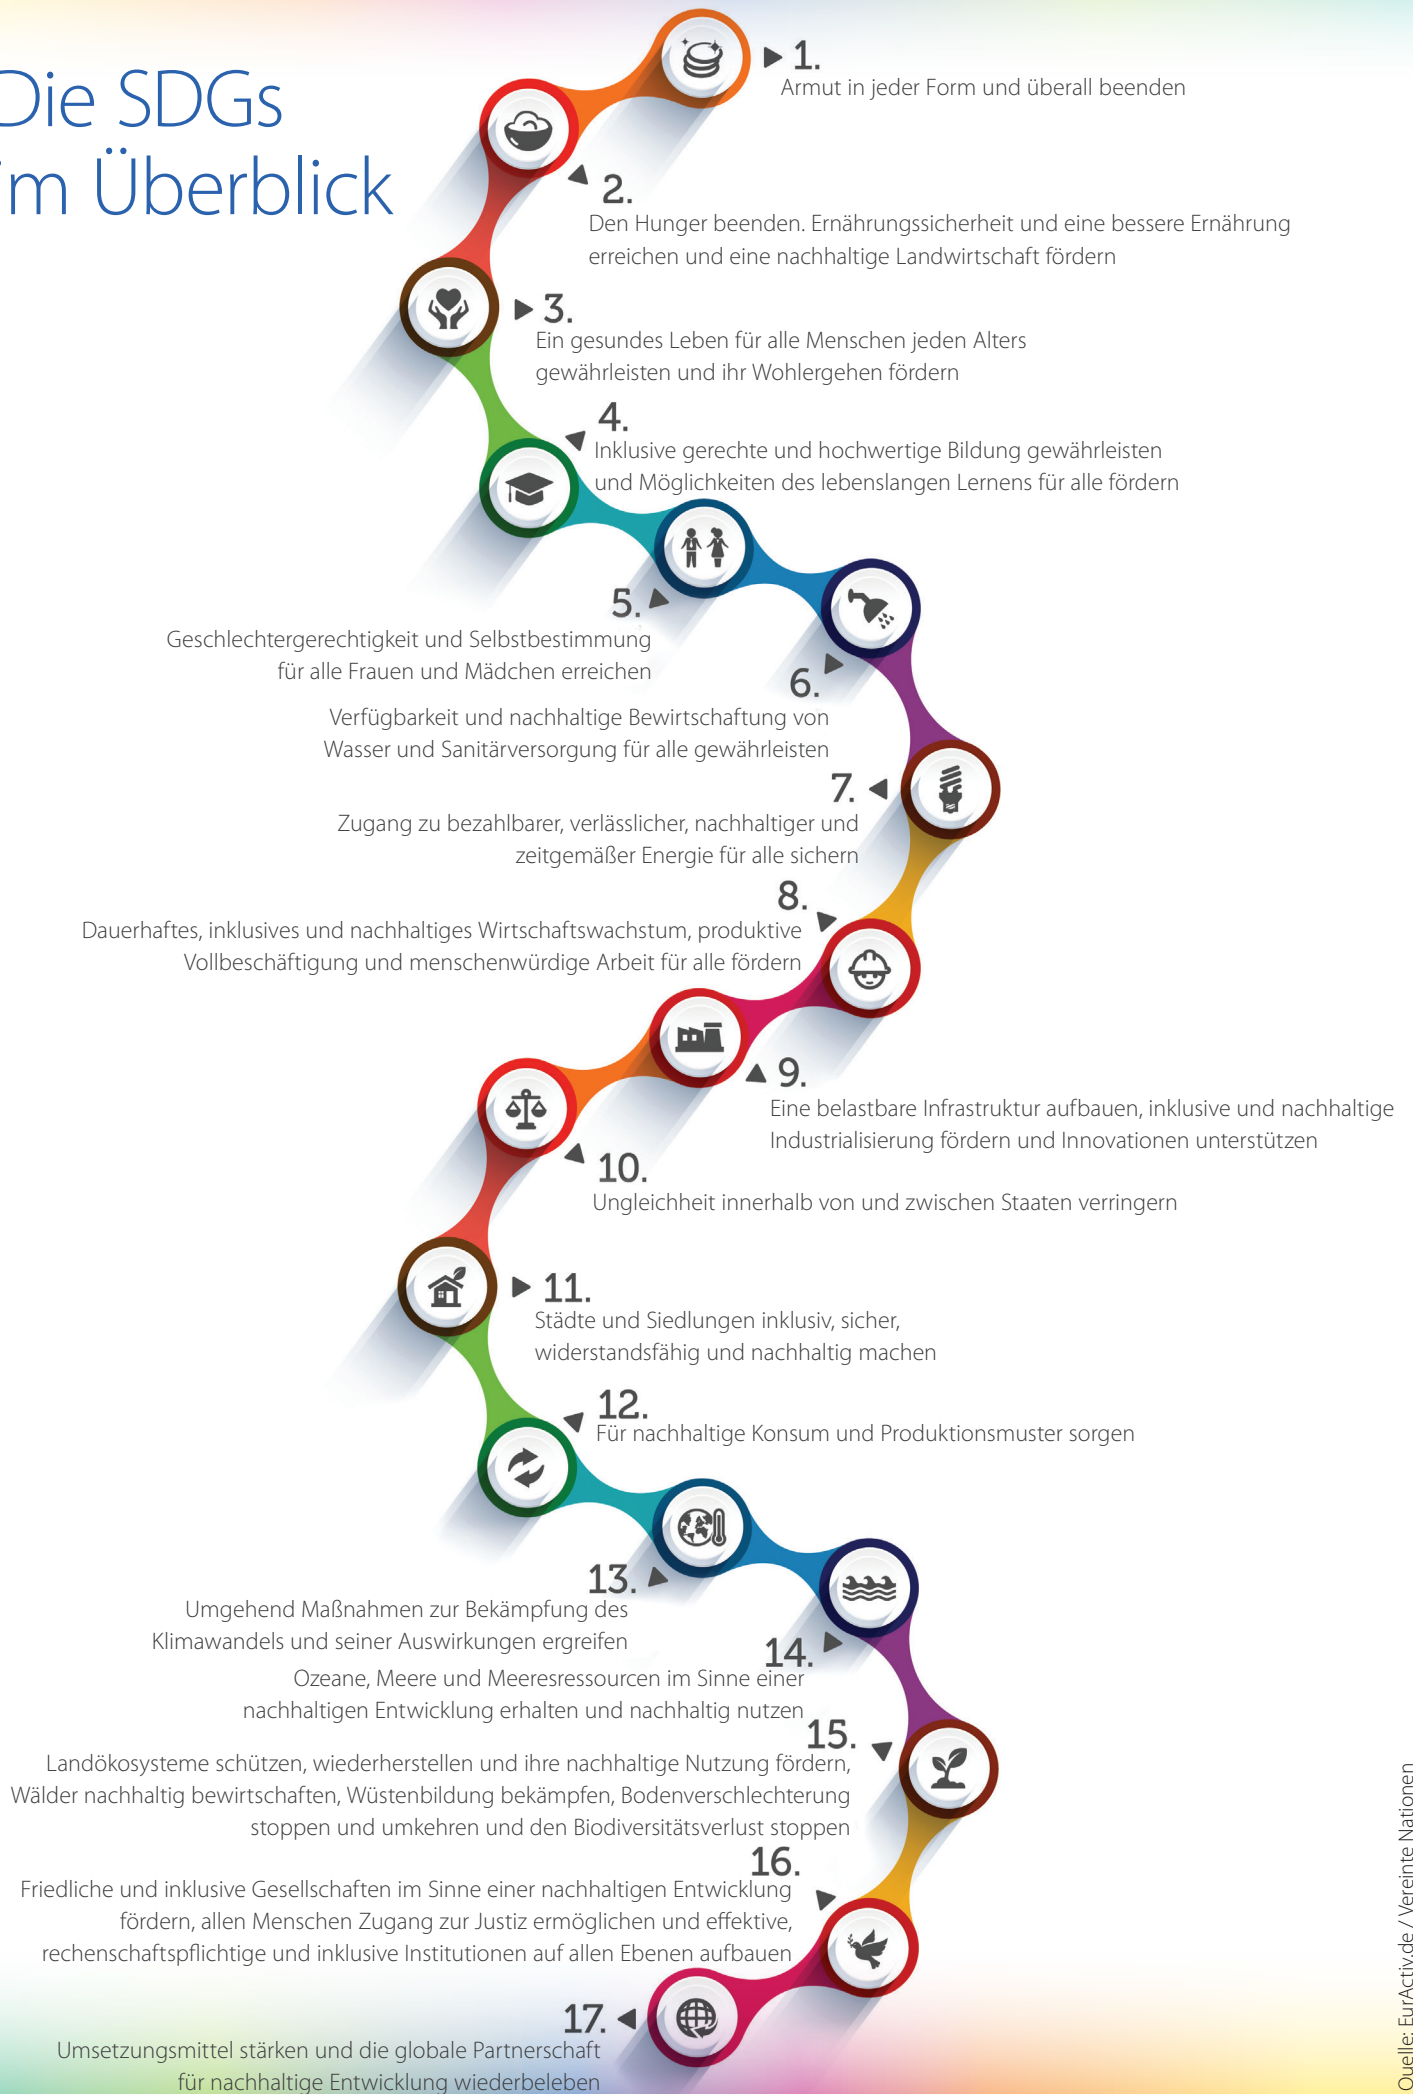 Die SDGs
im Überblick
1.
Armut in jeder Form und überall beenden
2.
Den Hunger beenden. Ernährungssicherheit und eine bessere Ernährung
erreichen und eine nachhaltige Landwirtschaft fördern
3.
Ein gesundes Leben für alle Menschen jeden Alters
gewährleisten und ihr Wohlergehen fördern
4.
Inklusive gerechte und hochwertige Bildung gewährleisten
und Möglichkeiten des lebenslangen Lernens für alle fördern
5.
Geschlechtergerechtigkeit und Selbstbestimmung
für alle Frauen und Mädchen erreichen
6.
Verfügbarkeit und nachhaltige Bewirtschaftung von
Wasser und Sanitärversorgung für alle gewährleisten
7.
Zugang zu bezahlbarer, verlässlicher, nachhaltiger und
zeitgemäßer Energie für alle sichern
8.
Dauerhaftes, inklusives und nachhaltiges Wirtschaftswachstum, produktive
Vollbeschäftigung und menschenwürdige Arbeit für alle fördern
9.
Eine belastbare Infrastruktur aufbauen, inklusive und nachhaltige
Industrialisierung fördern und Innovationen unterstützen
10.
Ungleichheit innerhalb von und zwischen Staaten verringern
11.
Städte und Siedlungen inklusiv, sicher,
widerstandsfähig und nachhaltig machen
12.
Für nachhaltige Konsum und Produktionsmuster sorgen
13.
Umgehend Maßnahmen zur Bekämpfung des
Klimawandels und seiner Auswirkungen ergreifen
14.
Ozeane, Meere und Meeresressourcen im Sinne einer
nachhaltigen Entwicklung erhalten und nachhaltig nutzen
15.
Landökosysteme schützen, wiederherstellen und ihre nachhaltige Nutzung fördern,
Wälder nachhaltig bewirtschaften, Wüstenbildung bekämpfen, Bodenverschlechterung
stoppen und umkehren und den Biodiversitätsverlust stoppen
16.
Friedliche und inklusive Gesellschaften im Sinne einer nachhaltigen Entwicklung
fördern, allen Menschen Zugang zur Justiz ermöglichen und effektive,
rechenschaftspflichtige und inklusive Institutionen auf allen Ebenen aufbauen
17.
Umsetzungsmittel stärken und die globale Partnerschaft
für nachhaltige Entwicklung wiederbeleben
Quelle: EurActiv.de / Vereinte Nationen